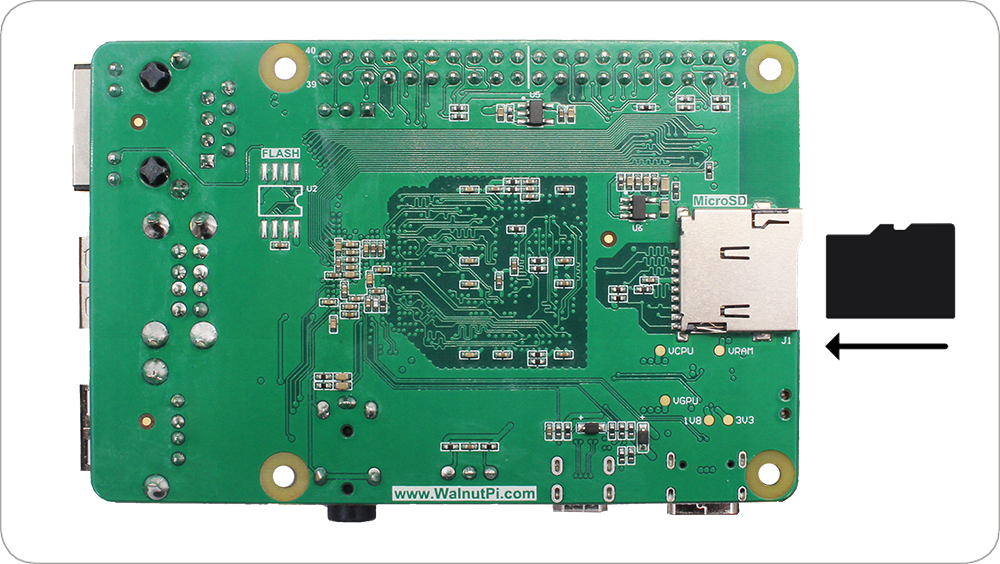 40
2
39
1
U5
FLASH
U2
MicroSD
U6
J1
VCPU
VRAM
VGPU
1V8
3V3
www.WalnutPi.com